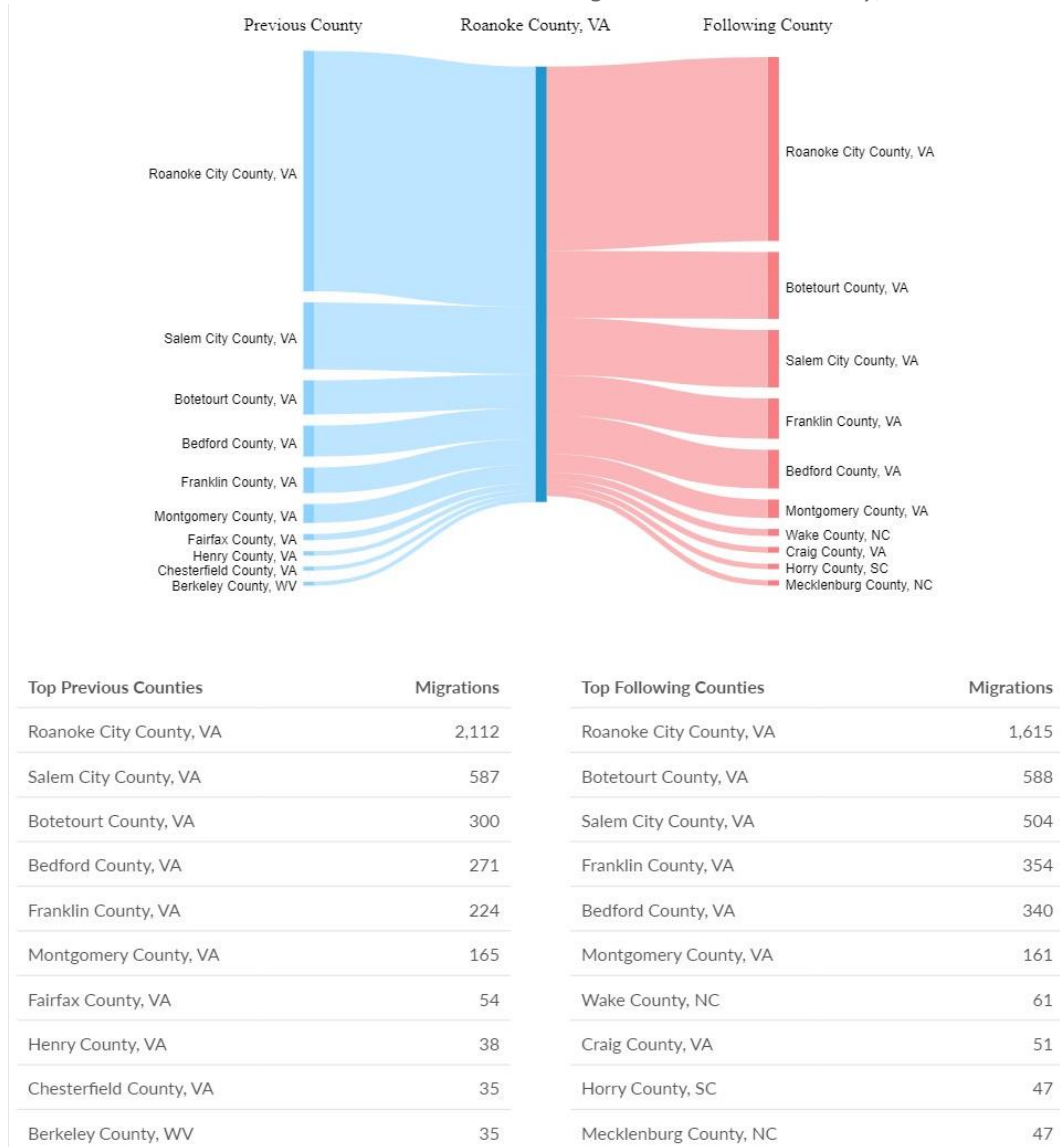 Previous County Roanoke County, VA Following County
Roanoke City County, VA
Salem City County, VA
Botetourt County, VA
Bedford County, VA
Franklin County, VA
Montgomery County, VA
Fairfax County, VA
Henry County, VA
Chesterfield County, VA
Berkeley County, WV
Roanoke City County, VA
Botetourt County, VA
Salem City County, VA
Franklin County, VA
Bedford County, VA
Montgomery County, VA
Wake County, NC
Craig County, VA
Horry County, SC
Mecklenburg County, NC
Top Previous Counties Migrations
Roanoke City County, VA 2,112
Salem City County, VA 587
Botetourt County, VA 300
Bedford County, VA 271
Franklin County, VA 224
Montgomery County, VA 165
Fairfax County, VA 54
Henry County, VA 38
Chesterfield County, VA 35
Berkeley County, WV 35
Top Following Counties Migrations
Roanoke City County, VA 1,615
Botetourt County, VA 588
Salem City County, VA 504
Franklin County, VA 354
Bedford County, VA 340
Montgomery County, VA 161
Wake County, NC 61
Craig County, VA 51
Horry County, SC 47
Mecklenburg County, NC 47